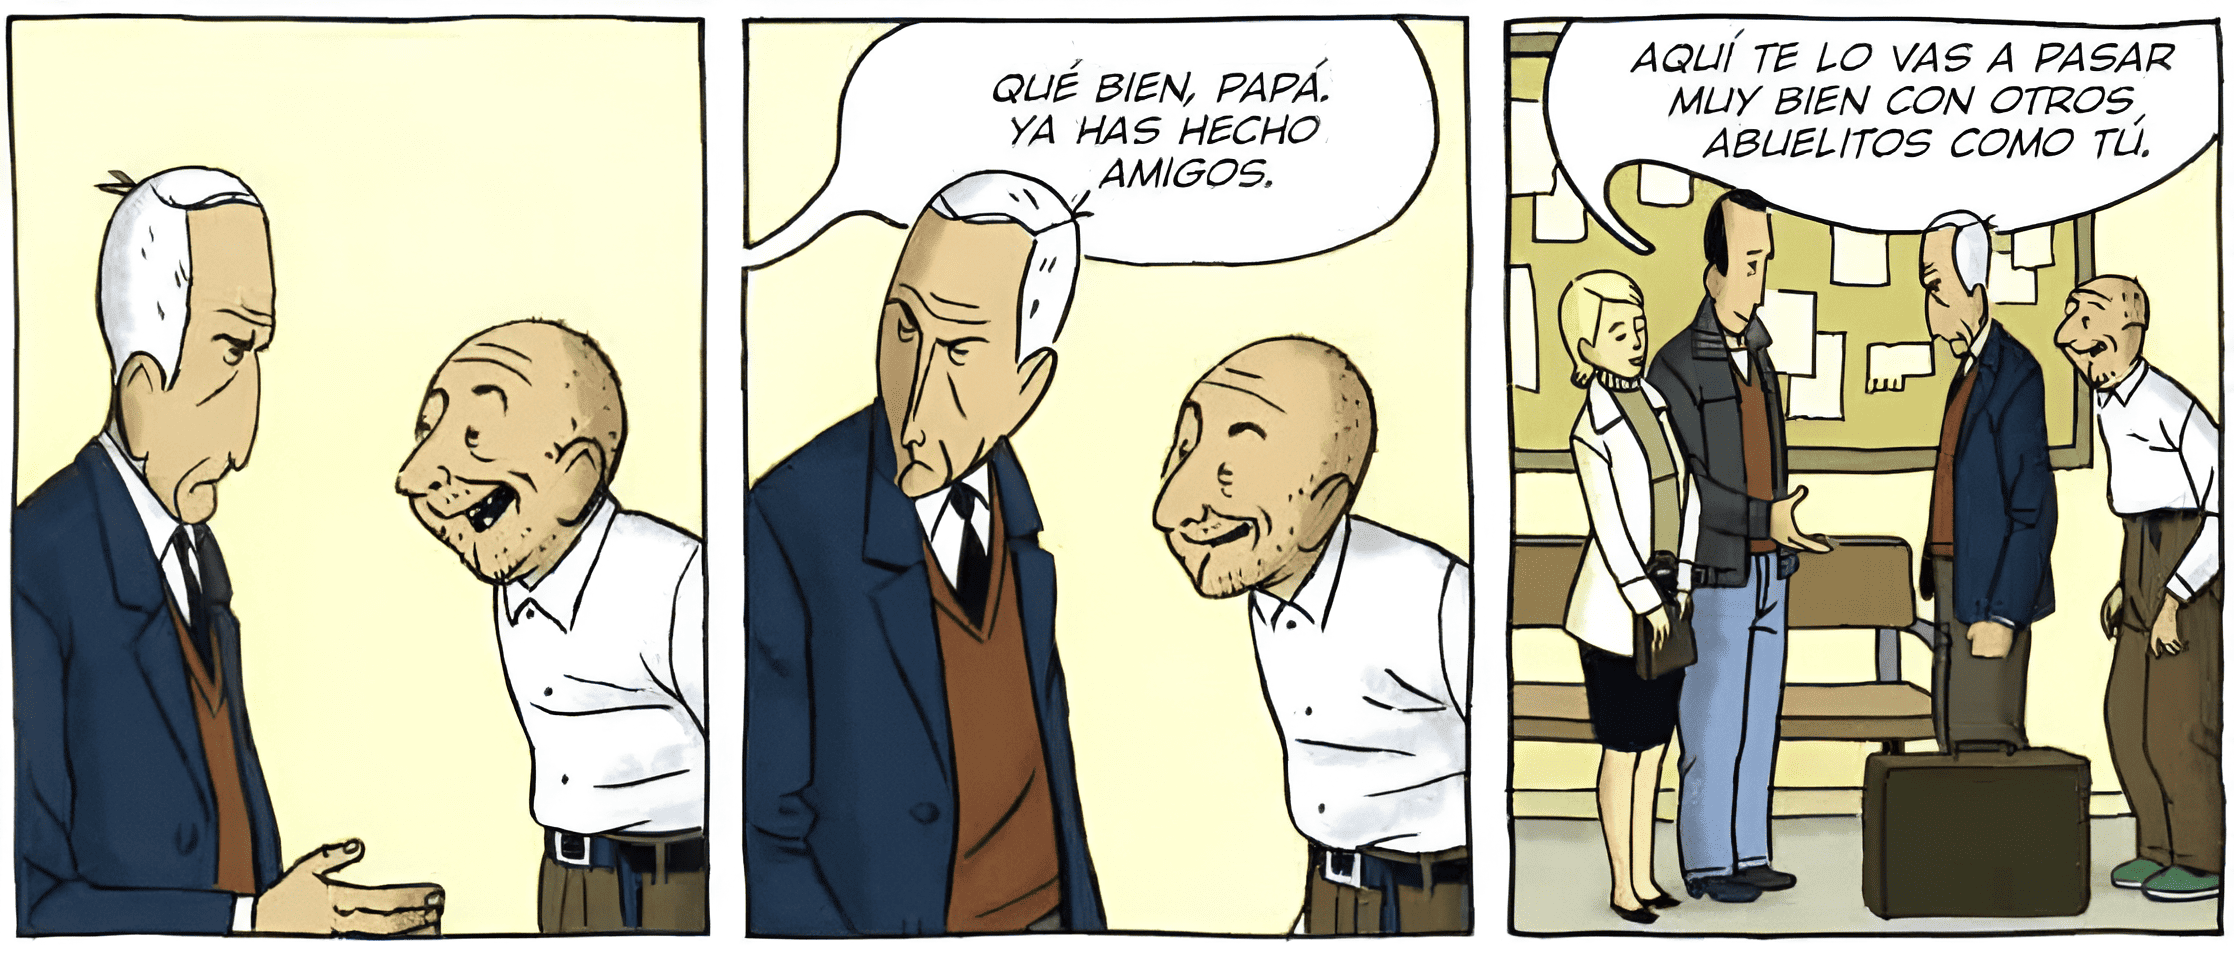 QUÉ BIEN, PAPÁ.
YA HAS HECHO
AMIGOS.
AQUÍ TE LO VAS A PASAR
MUY BIEN CON OTROS
ABUELITOS COMO TÚ.